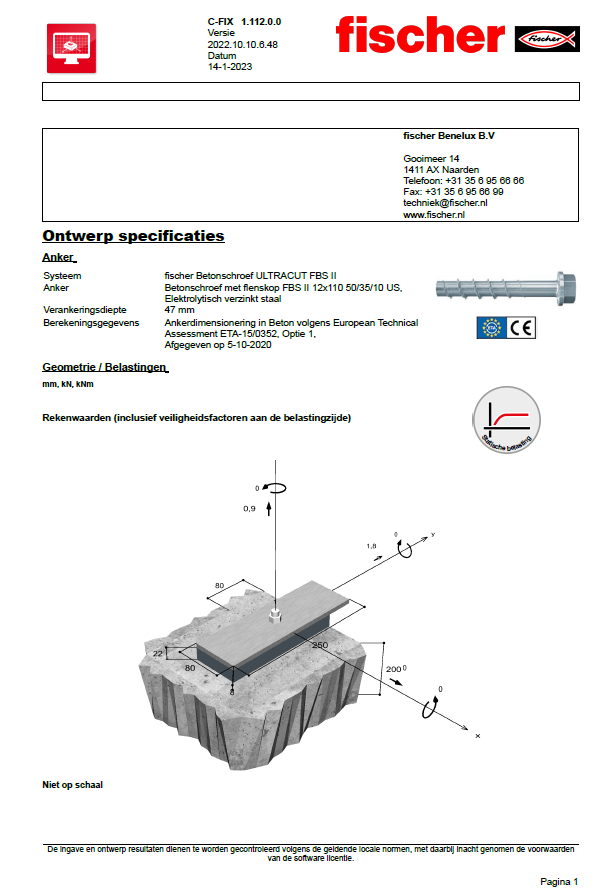 C-FIX 1.112.0.0
Versie
2022.10.10.6.48
Datum
14-1-2023
fischer
fischer
fischer Benelux B.V
Gooimeer 14
1411 AX Naarden
Telefoon: +31 35 6 95 66 66
Fax: +31 35 6 95 66 99
techniek@fischer.nl
www.fischer.nl
Ontwerp specificaties
Anker
Systeem fischer Betonschroef ULTRACUT FBS II
Anker Betonschroef met flenskop FBS II 12x110 50/35/10 US,
Elektrolytisch verzinkt staal
Verankeringsdiepte 47 mm
Berekeningsgegevens Ankerdimensionering in Beton volgens European Technical
Assessment ETA-15/0352, Optie 1,
Afgegeven op 5-10-2020
ETA CE
Geometrie / Belastingen
mm, kN, kNm
Rekenwaarden (inclusief veiligheidsfactoren aan de belastingzijde)
Statische belasting
0
0,9
0
Y
1,8
80
22
80
250
200
0
0
X
Niet op schaal
De ingave en ontwerp resultaten dienen te worden gecontroleerd volgens de geldende locale normen, met daarbij inacht genomen de voorwaarden
van de software licentie.
Pagina 1